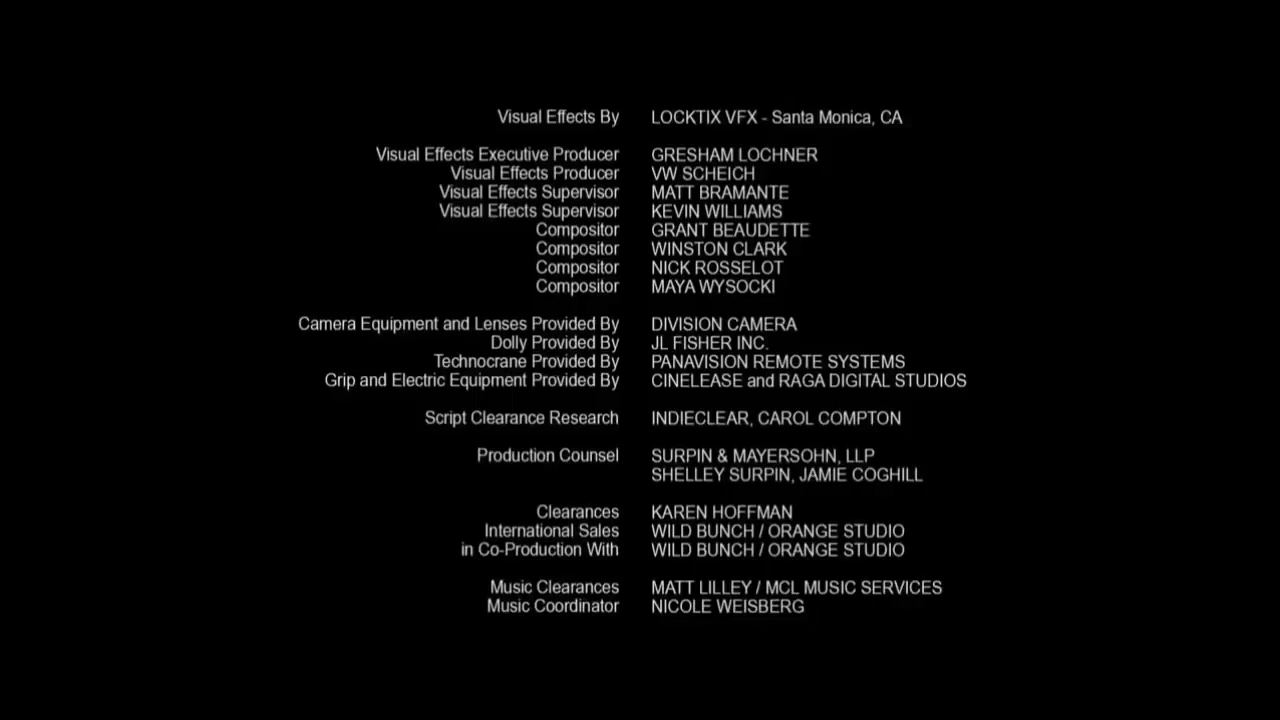 Visual Effects By LOCKTIX VFX - Santa Monica, CA
Visual Effects Executive Producer GRESHAM LOCHNER
Visual Effects Producer VW SCHEICH
Visual Effects Supervisor MATT BRAMANTE
Visual Effects Supervisor KEVIN WILLIAMS
Compositor GRANT BEAUDETTE
Compositor WINSTON CLARK
Compositor NICK ROSSELOT
Compositor MAYA WYSOCKI
Camera Equipment and Lenses Provided By DIVISION CAMERA
Dolly Provided By JL FISHER INC.
Technocrane Provided By PANAVISION REMOTE SYSTEMS
Grip and Electric Equipment Provided By CINELEASE and RAGA DIGITAL STUDIOS
Script Clearance Research INDIECLEAR, CAROL COMPTON
Production Counsel SURPIN & MAYERSOHN, LLP
SHELLEY SURPIN, JAMIE COGHILL
Clearances KAREN HOFFMAN
International Sales WILD BUNCH / ORANGE STUDIO
in Co-Production With WILD BUNCH / ORANGE STUDIO
Music Clearances MATT LILLEY / MCL MUSIC SERVICES
Music Coordinator NICOLE WEISBERG